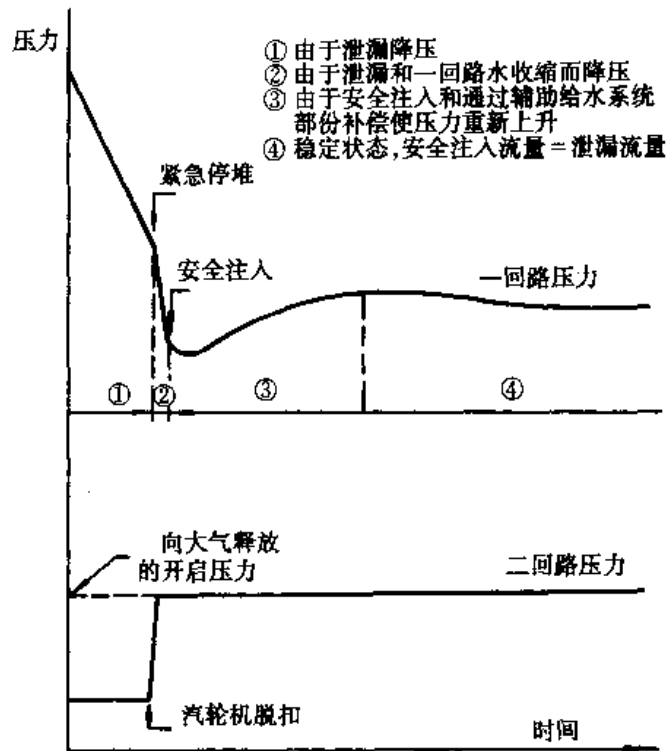 压力
① 由于泄漏降压
② 由于泄漏和一回路水收缩而降压
③ 由于安全注入和通过辅助给水系统
部份补偿使压力重新上升
④ 稳定状态,安全注入流量=泄漏流量
紧急停堆
安全注入
一回路压力
①
②
③
④
向大气释放
的开启压力
二回路压力
汽轮机脱扣
时间